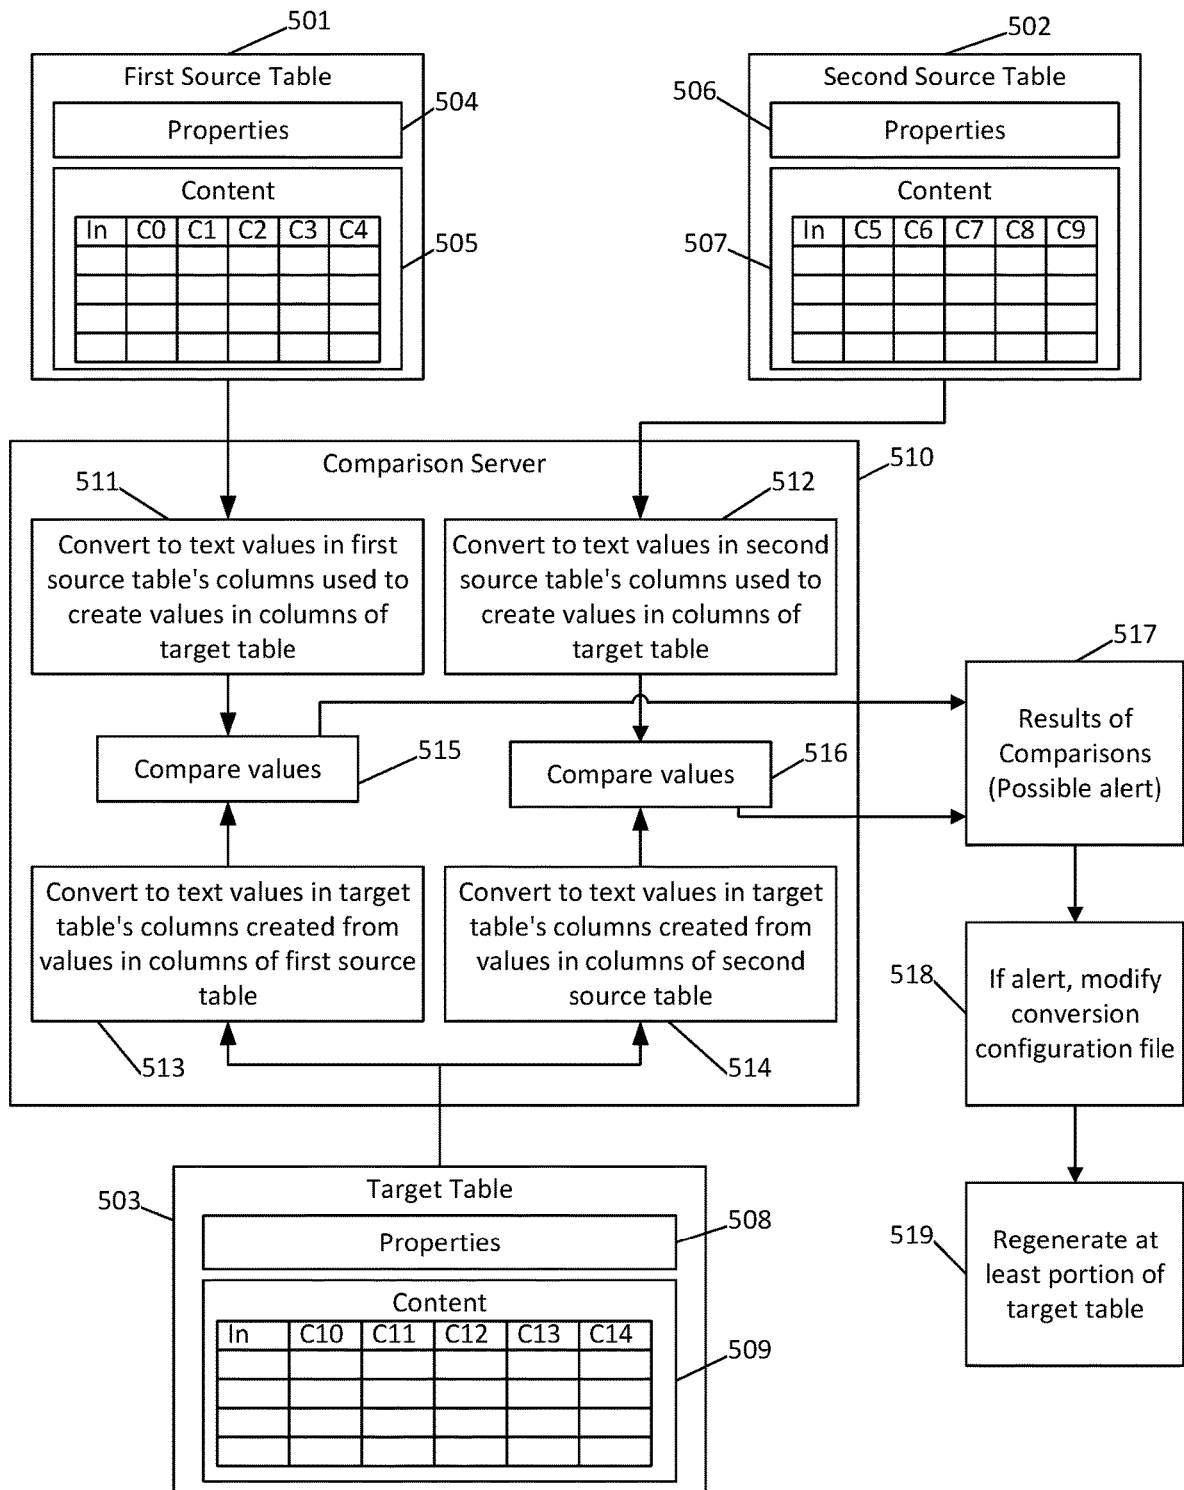 501
First Source Table
504
Properties
Content
In C0 C1 C2 C3 C4
505
502
Second Source Table
506
Properties
Content
In C5 C6 C7 C8 C9
507
Comparison Server
510
511
Convert to text values in first
source table's columns used to
create values in columns of
target table
512
Convert to text values in second
source table's columns used to
create values in columns of
target table
Compare values
515
Compare values
516
517
Results of
Comparisons
(Possible alert)
Convert to text values in target
table's columns created from
values in columns of first source
table
513
Convert to text values in target
table's columns created from
values in columns of second
source table
514
518
If alert, modify
conversion
configuration file
519
Regenerate at
least portion of
target table
503
Target Table
508
Properties
Content
In C10 C11 C12 C13 C14
509